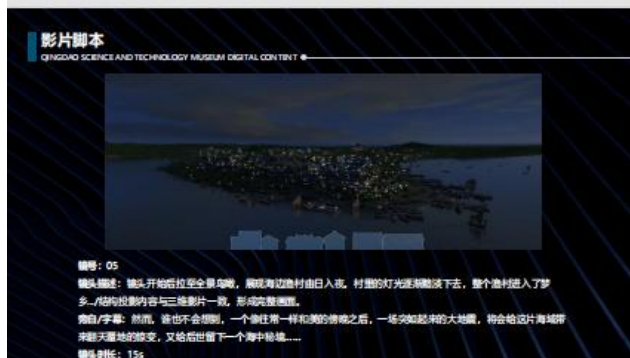 影片脚本
QINGDAO SCIENCE AND TECHNOLOGY MUSEUM DIGITAL CONTENT
编号：05
镜头描述：镜头开始后拉至全景鸟瞰，展现海边渔村由日入夜，村里的灯光逐渐黯淡下去，整个渔村进入了梦
乡../结构投影内容与三维影片一致，形成完整画面。
旁白/字幕：然而，谁也不会想到，一个像往常一样和美的傍晚之后，一场突如起来的大地震，将会给这片海域带
来翻天覆地的惊变，又给后世留下一个海中秘境......
镜头时长：15s